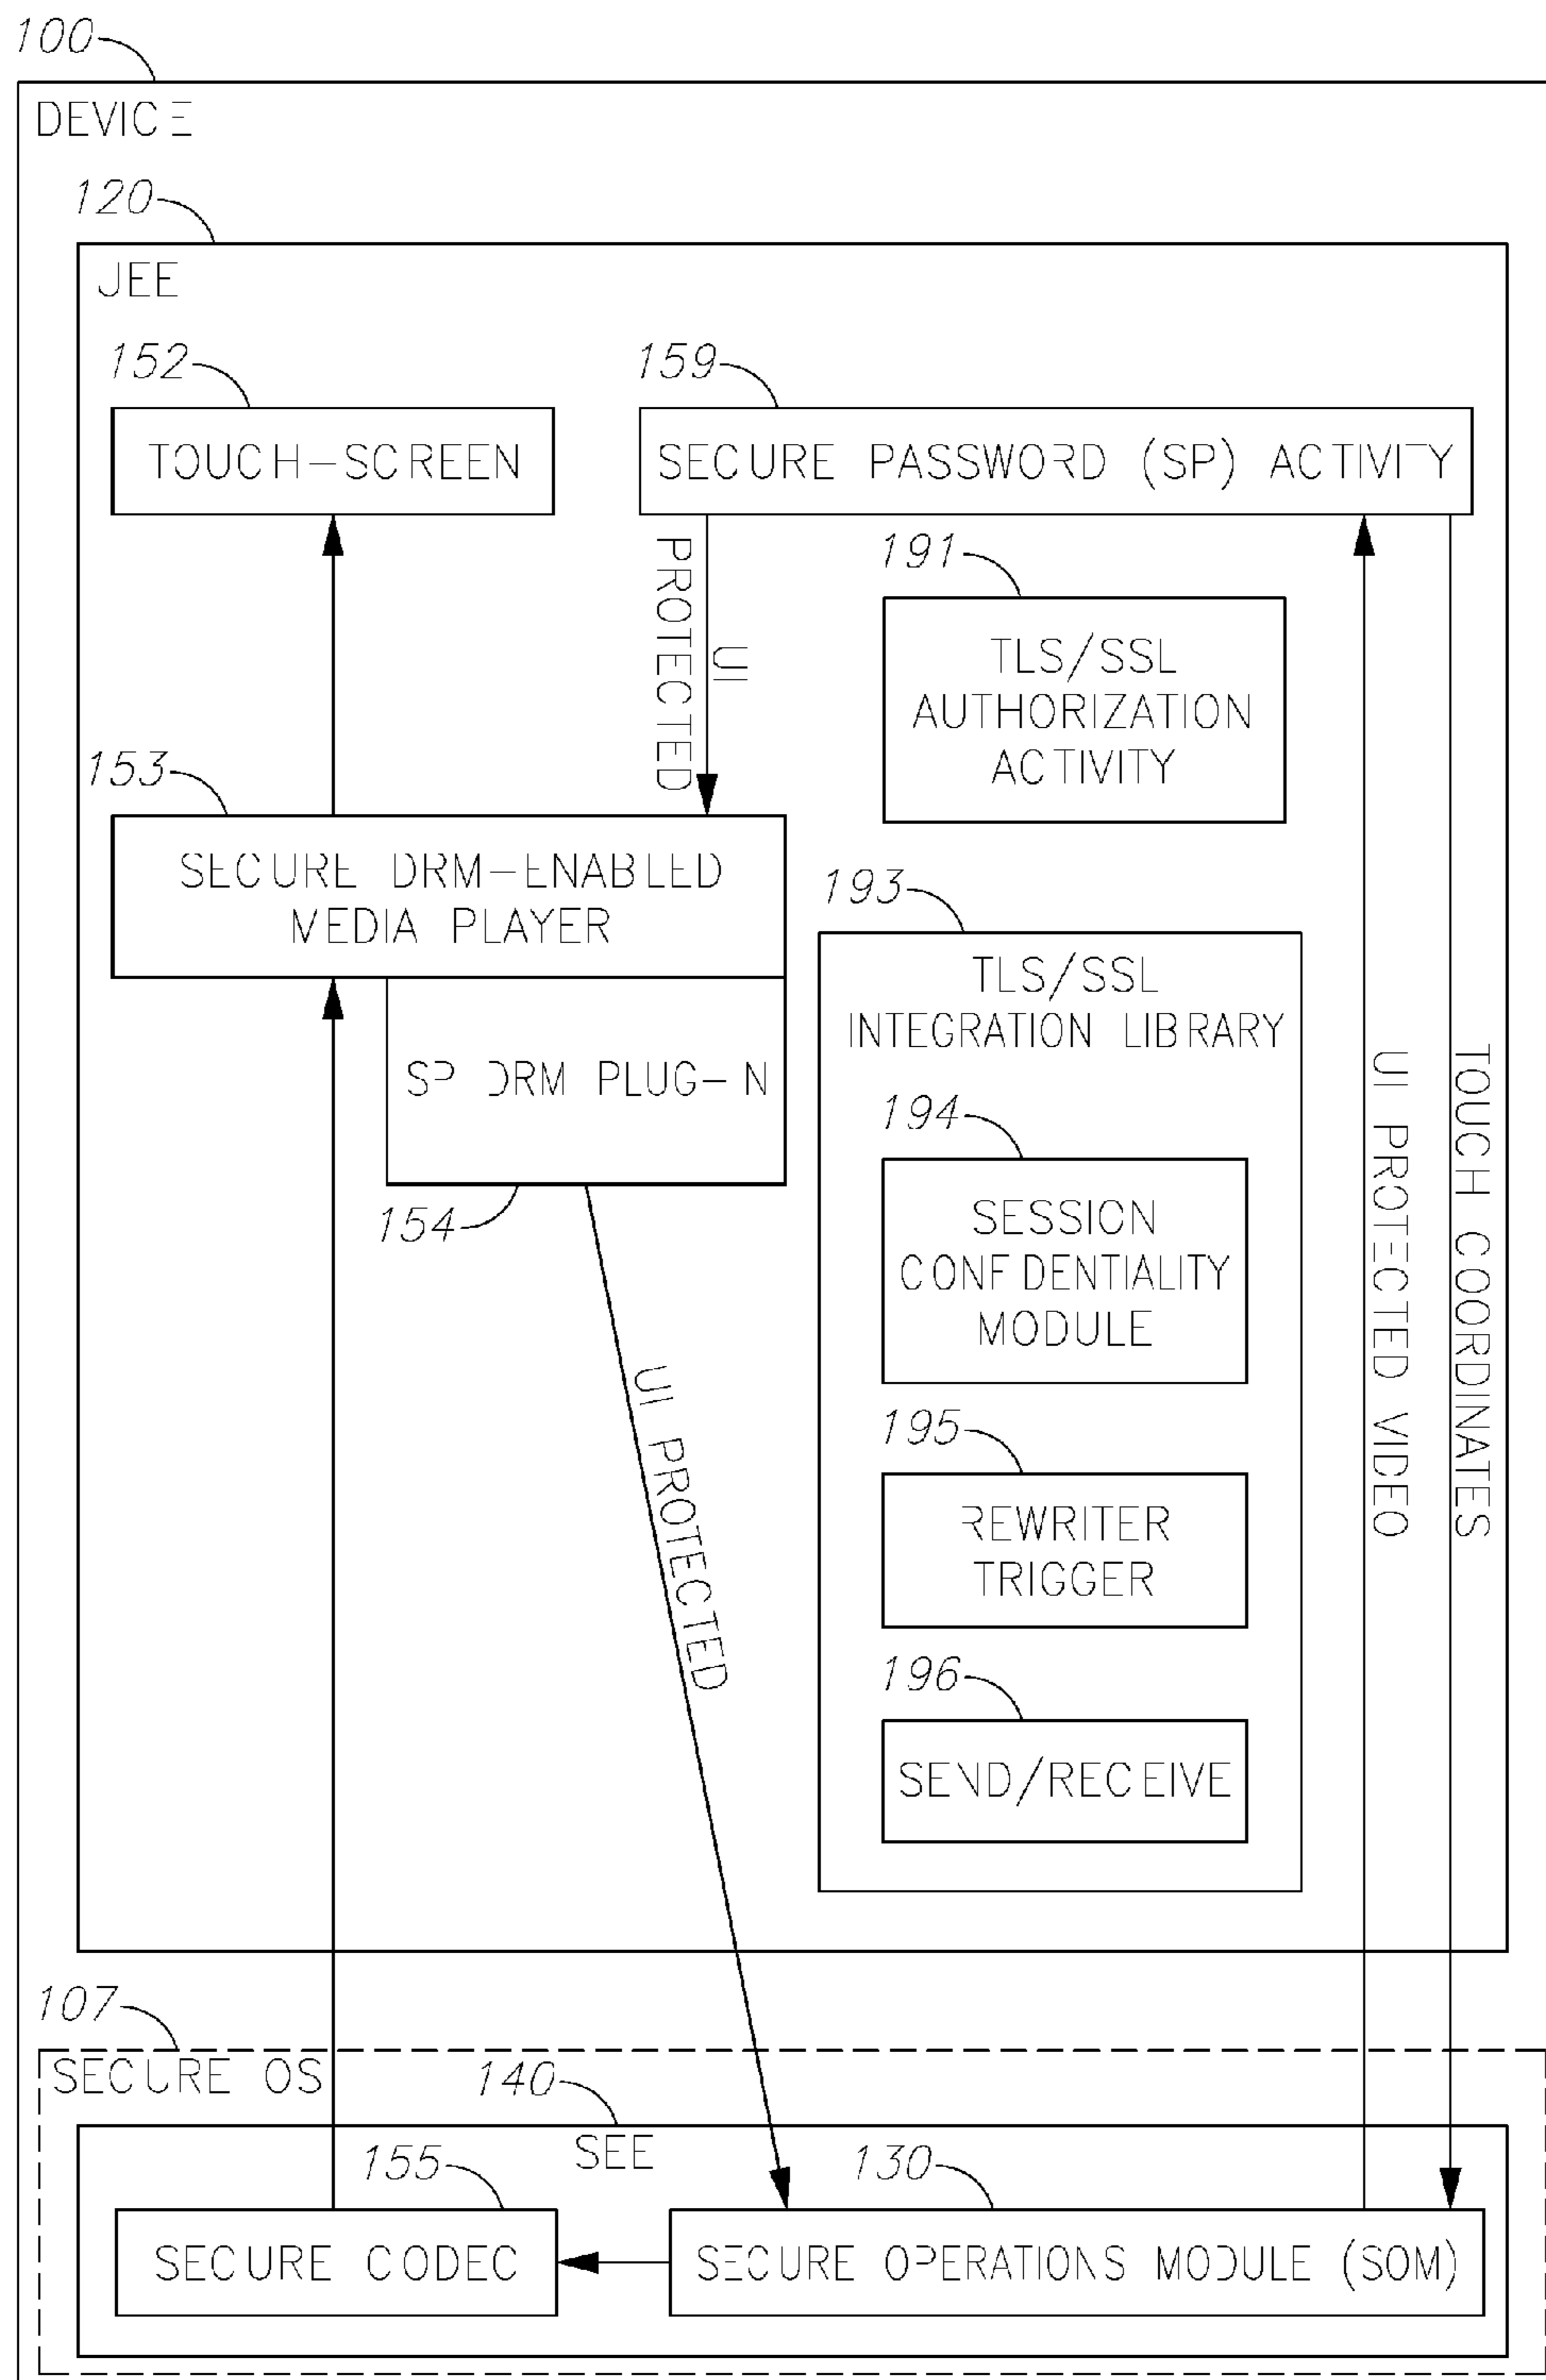 100
DEVICE
120
JEE
152
TOUCH-SCREEN
159
SECURE PASSWORD (SP) ACTIVITY
UI
PROTECTED
191
TLS/SSL
AUTHORIZATION
ACTIVITY
153
SECURE DRM-ENABLED
MEDIA PLAYER
SP DRM PLUG-IN
154
193
TLS/SSL
INTEGRATION LIBRARY
194
SESSION
CONFIDENTIALITY
MODULE
195
REWRITER
TRIGGER
196
SEND/RECEIVE
UI PROTECTED
UI PROTECTED VIDEO
TOUCH COORDINATES
107
SECURE OS
140
SEE
155
SECURE CODEC
130
SECURE OPERATIONS MODULE (SOM)